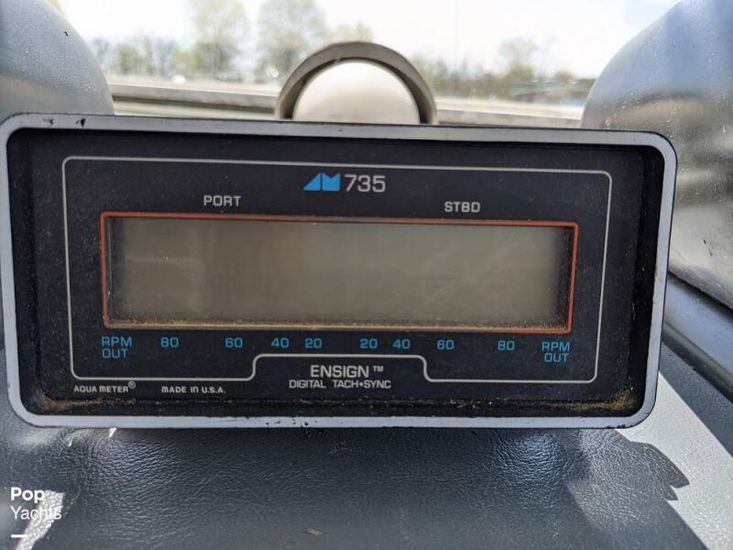 AM 735
PORT STBD
RPM OUT 80 60 40 20 20 40 60 80 RPM OUT
ENSIGN™
DIGITAL TACH•SYNC
AQUA METER® MADE IN U.S.A.
Pop
Yachts